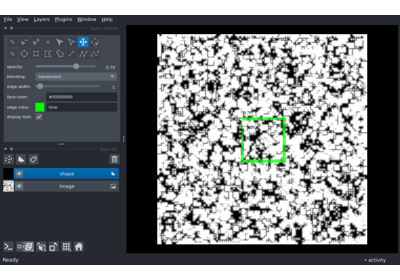 File View Layers Plugins Window Help
opacity: 0.70
blending: translucent
edge width: 1
face color: #00000000
edge color: lime
display text: ✓
shape
Image
Ready
activity